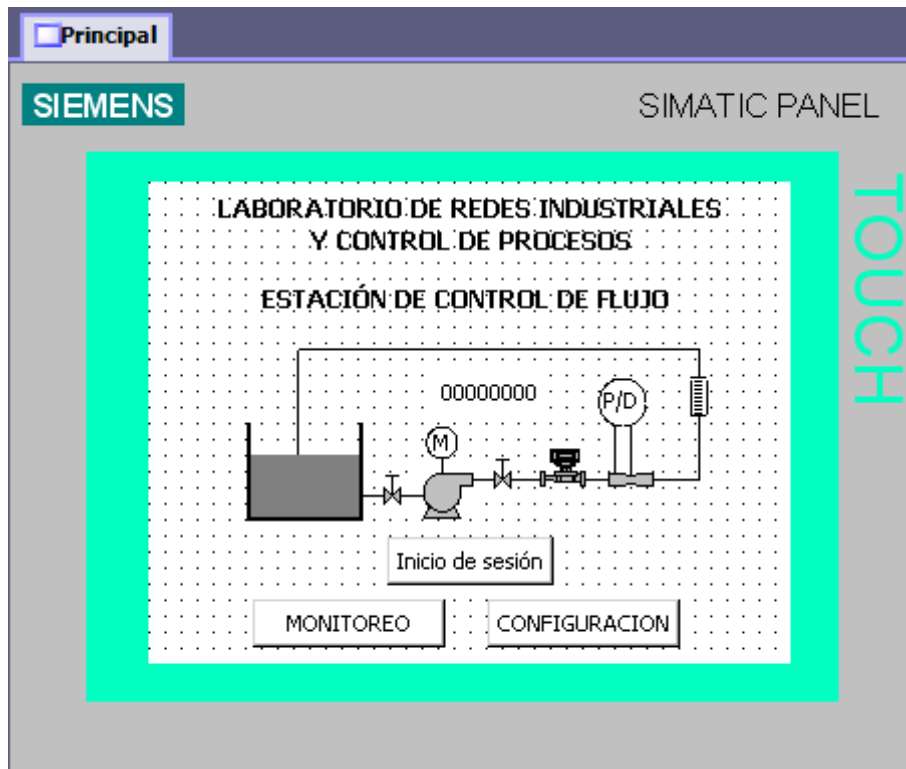 Principal
SIEMENS
SIMATIC PANEL
TOUCH
LABORATORIO DE REDES INDUSTRIALES
Y CONTROL DE PROCESOS
ESTACIÓN DE CONTROL DE FLUJO
00000000
P/D
M
Inicio de sesión
MONITOREO
CONFIGURACION